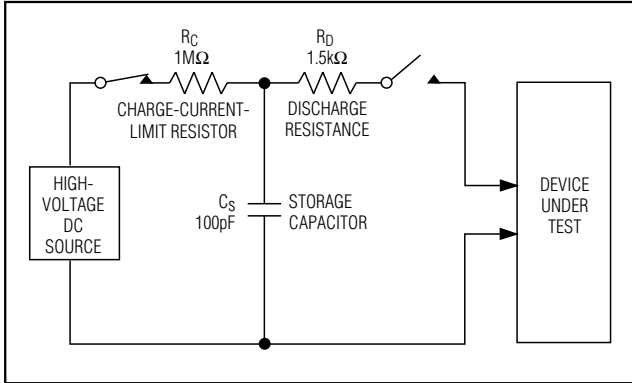 RC
1MΩ
CHARGE-CURRENT-
LIMIT RESISTOR
RD
1.5kΩ
DISCHARGE
RESISTANCE
HIGH-
VOLTAGE
DC
SOURCE
CS
100pF
STORAGE
CAPACITOR
DEVICE
UNDER
TEST